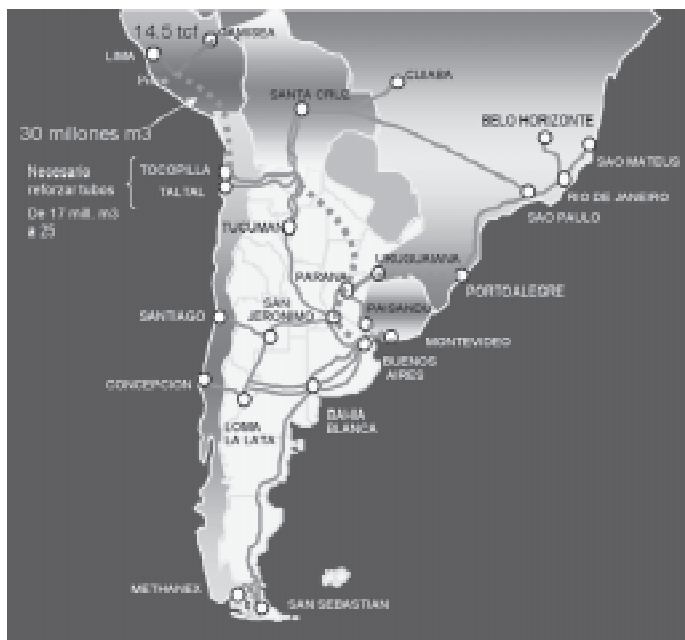 14.5 tcf
CAMISEA
LIMA
CUIABA
SANTA CRUZ
BELO HORIZONTE
30 millones m3
SAO MATEUS
Necesario
reforzar tubos
TOCOPILLA
TALTAL
RIO DE JANEIRO
De 17 mill. m3
a 25
SAO PAULO
TUCUMAN
URUGUAIANA
PARANA
PORTOALEGRE
SAN
JERONIMO
PAISANDU
SANTIAGO
MONTEVIDEO
BUENOS
AIRES
CONCEPCION
BAHIA
BLANCA
LOMA
LA LATA
METHANEX
SAN SEBASTIAN